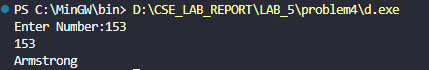 PS C:\MinGW\bin> D:\CSE_LAB_REPORT\LAB_5\problem4\d.exe
Enter Number:153
153
Armstrong